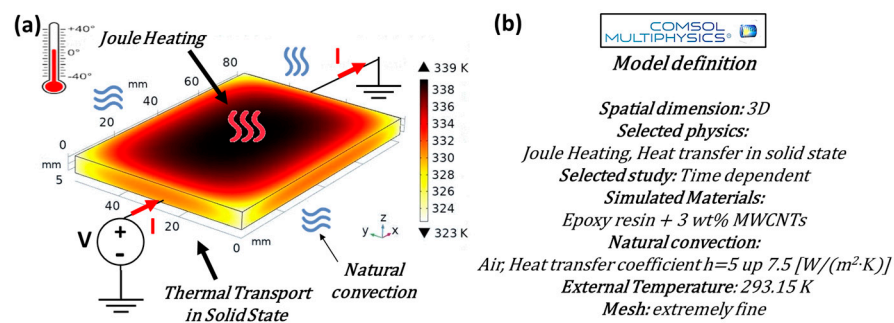 (a)
+40°
0°
-40°
Joule Heating
I
mm
80
60
40
20
0
0
mm
5
40
20
0
mm
339 K
338
336
334
332
330
328
326
324
323 K
V
+
-
I
z
y
x
Thermal Transport
in Solid State
Natural
convection
(b)
COMSOL
MULTIPHYSICS®
Model definition
Spatial dimension: 3D
Selected physics:
Joule Heating, Heat transfer in solid state
Selected study: Time dependent
Simulated Materials:
Epoxy resin + 3 wt% MWCNTs
Natural convection:
Air, Heat transfer coefficient h=5 up 7.5 [W/(m²·K)]
External Temperature: 293.15 K
Mesh: extremely fine